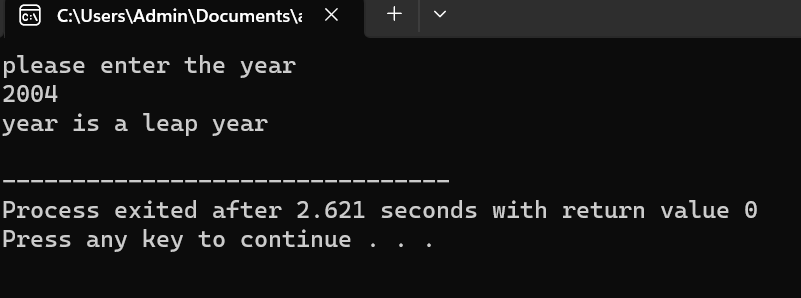 C:\Users\Admin\Documents\a
please enter the year
2004
year is a leap year
--------------------------------
Process exited after 2.621 seconds with return value 0
Press any key to continue . . .